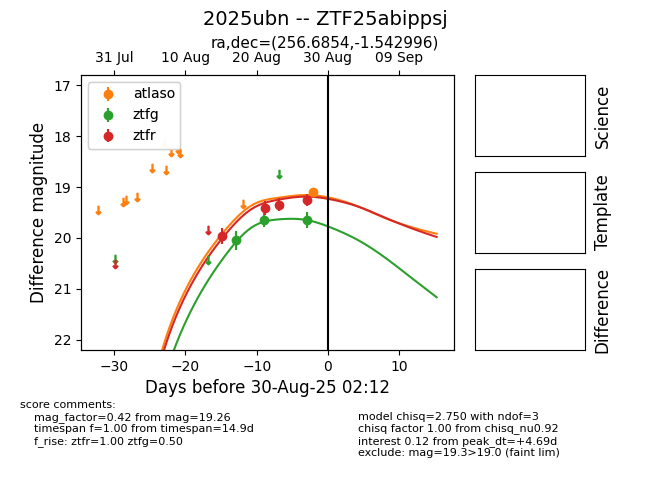 2025ubn -- ZTF25abippsj
ra,dec=(256.6854,-1.542996)
31 Jul
10 Aug
20 Aug
30 Aug
09 Sep
17
18
19
20
21
22
Difference magnitude
atlaso
ztfg
ztfr
−30
−20
−10
0
10
Days before 30-Aug-25 02:12
Science
Template
Difference
score comments:
mag_factor=0.42 from mag=19.26
timespan f=1.00 from timespan=14.9d
f_rise: ztfr=1.00 ztfg=0.50
model chisq=2.750 with ndof=3
chisq factor 1.00 from chisq_nu0.92
interest 0.12 from peak_dt=+4.69d
exclude: mag=19.3>19.0 (faint lim)